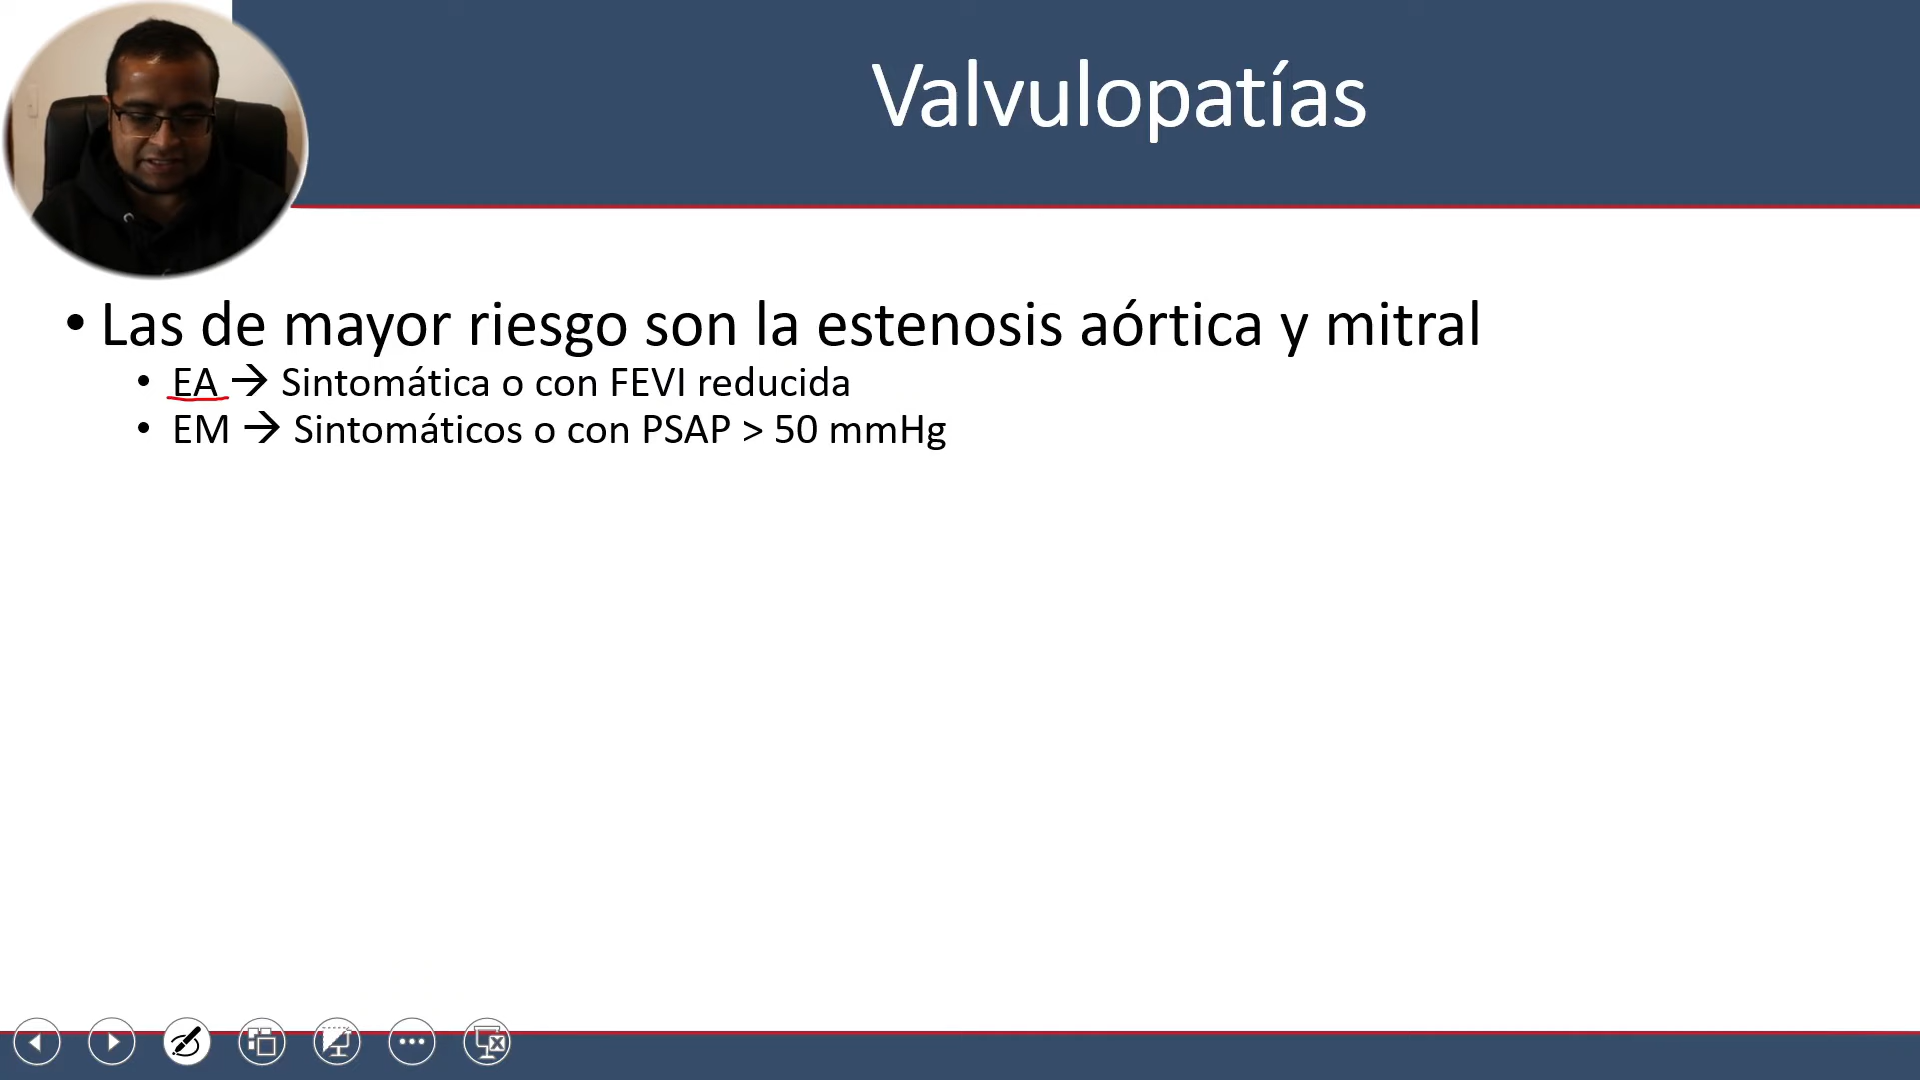 Valvulopatías
• Las de mayor riesgo son la estenosis aórtica y mitral
• EA → Sintomática o con FEVI reducida
• EM → Sintomáticos o con PSAP > 50 mmHg